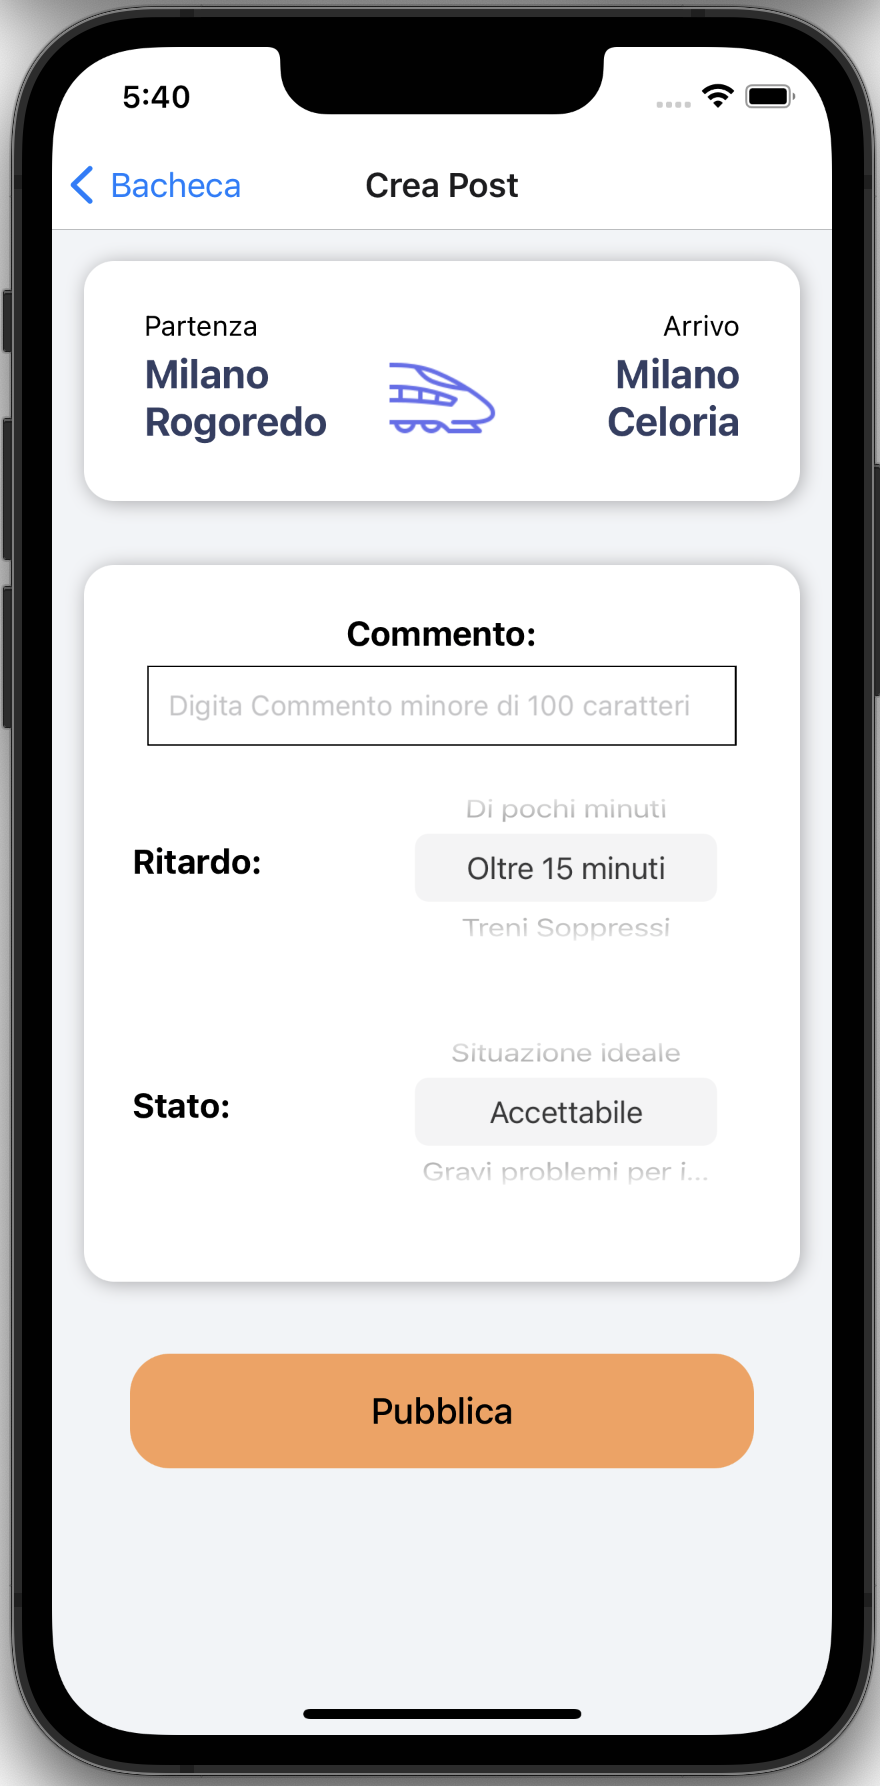 5:40
Bacheca
Crea Post
Partenza
Arrivo
Milano
Rogoredo
Milano
Celoria
Commento:
Digita Commento minore di 100 caratteri
Di pochi minuti
Ritardo:
Oltre 15 minuti
Treni Soppressi
Situazione ideale
Stato:
Accettabile
Gravi problemi per i...
Pubblica